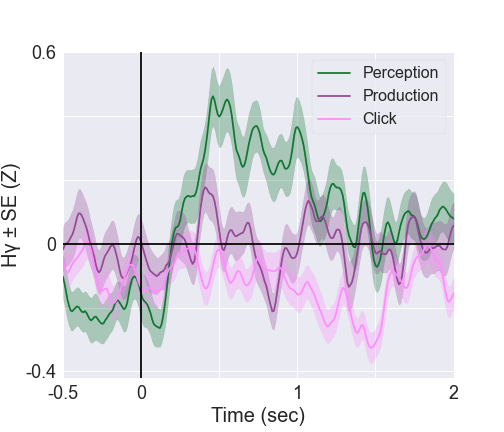 0.6
Perception
Production
Click
Hγ ± SE (Z)
0
-0.4
-0.5
0
1
2
Time (sec)